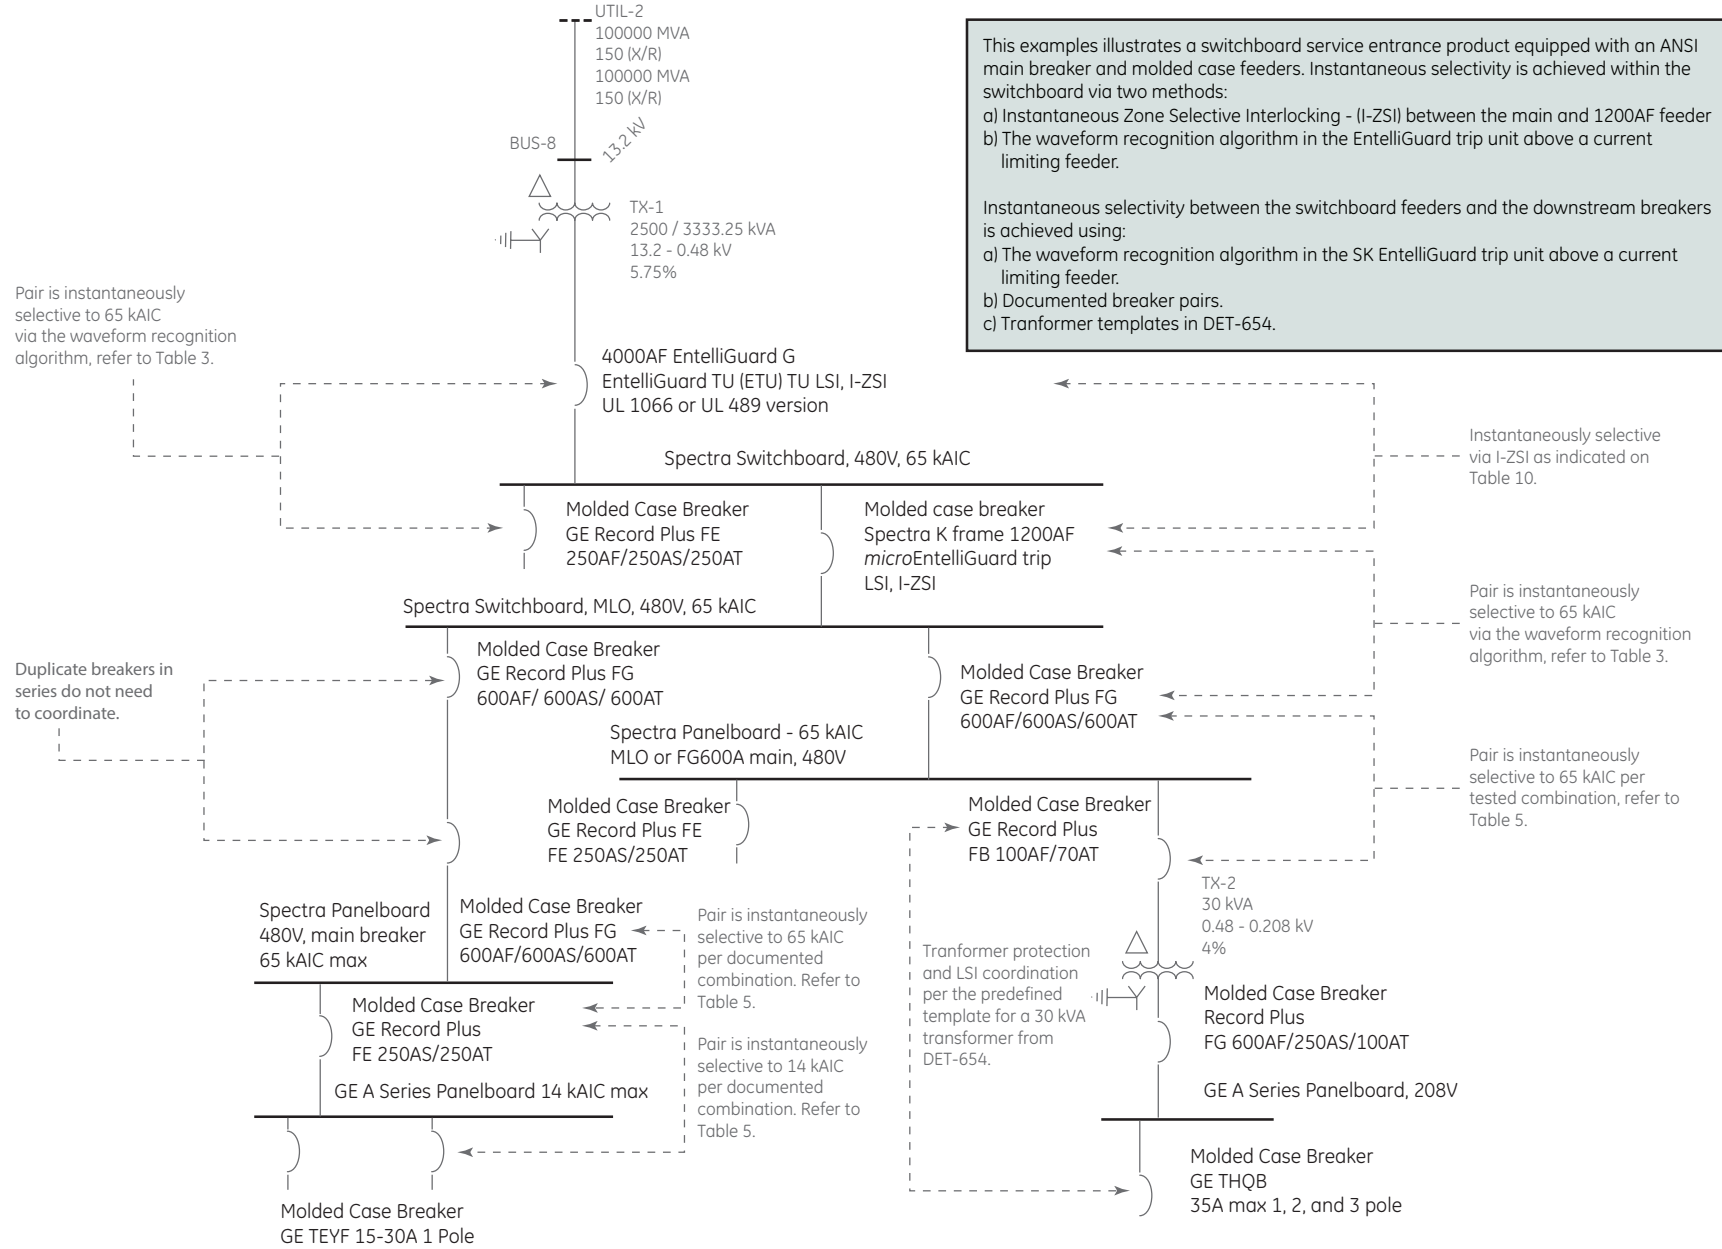 UTIL-2
100000 MVA
150 (X/R)
100000 MVA
150 (X/R)
BUS-8
13.2 kV
TX-1
2500 / 3333.25 kVA
13.2 - 0.48 kV
5.75%
This examples illustrates a switchboard service entrance product equipped with an ANSI
main breaker and molded case feeders. Instantaneous selectivity is achieved within the
switchboard via two methods:
a) Instantaneous Zone Selective Interlocking - (I-ZSI) between the main and 1200AF feeder
b) The waveform recognition algorithm in the EntelliGuard trip unit above a current
limiting feeder.
Instantaneous selectivity between the switchboard feeders and the downstream breakers
is achieved using:
a) The waveform recognition algorithm in the SK EntelliGuard trip unit above a current
limiting feeder.
b) Documented breaker pairs.
c) Tranformer templates in DET-654.
Pair is instantaneously
selective to 65 kAIC
via the waveform recognition
algorithm, refer to Table 3.
4000AF EntelliGuard G
EntelliGuard TU (ETU) TU LSI, I-ZSI
UL 1066 or UL 489 version
Instantaneously selective
via I-ZSI as indicated on
Table 10.
Spectra Switchboard, 480V, 65 kAIC
Molded Case Breaker
GE Record Plus FE
250AF/250AS/250AT
Molded case breaker
Spectra K frame 1200AF
microEntelliGuard trip
LSI, I-ZSI
Spectra Switchboard, MLO, 480V, 65 kAIC
Pair is instantaneously
selective to 65 kAIC
via the waveform recognition
algorithm, refer to Table 3.
Duplicate breakers in
series do not need
to coordinate.
Molded Case Breaker
GE Record Plus FG
600AF/ 600AS/ 600AT
Molded Case Breaker
GE Record Plus FG
600AF/600AS/600AT
Spectra Panelboard - 65 kAIC
MLO or FG600A main, 480V
Pair is instantaneously
selective to 65 kAIC per
tested combination, refer to
Table 5.
Molded Case Breaker
GE Record Plus FE
FE 250AS/250AT
Molded Case Breaker
GE Record Plus
FB 100AF/70AT
TX-2
30 kVA
0.48 - 0.208 kV
4%
Spectra Panelboard
480V, main breaker
65 kAIC max
Molded Case Breaker
GE Record Plus FG
600AF/600AS/600AT
Pair is instantaneously
selective to 65 kAIC
per documented
combination. Refer to
Table 5.
Tranformer protection
and LSI coordination
per the predefined
template for a 30 kVA
transformer from
DET-654.
Molded Case Breaker
GE Record Plus
FE 250AS/250AT
Molded Case Breaker
Record Plus
FG 600AF/250AS/100AT
Pair is instantaneously
selective to 14 kAIC
per documented
combination. Refer to
Table 5.
GE A Series Panelboard 14 kAIC max
GE A Series Panelboard, 208V
Molded Case Breaker
GE THQB
35A max 1, 2, and 3 pole
Molded Case Breaker
GE TEYF 15-30A 1 Pole